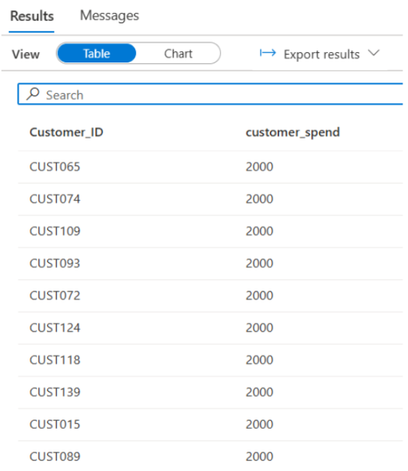 Results Messages
View Table Chart Export results
Search
Customer_ID customer_spend
CUST065 2000
CUST074 2000
CUST109 2000
CUST093 2000
CUST072 2000
CUST124 2000
CUST118 2000
CUST139 2000
CUST015 2000
CUST089 2000